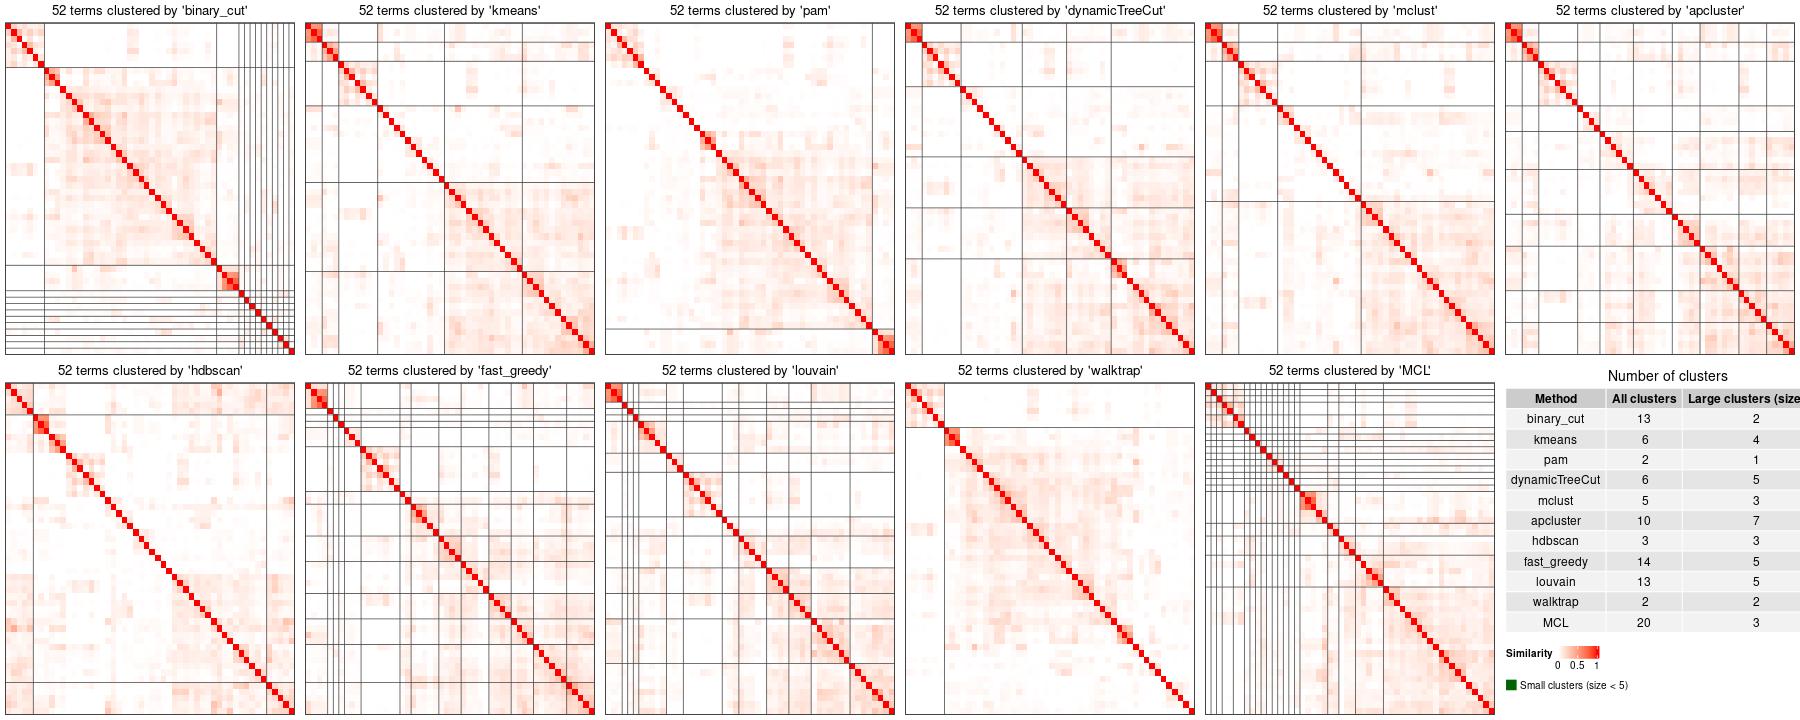 52 terms clustered by 'binary_cut'
52 terms clustered by 'kmeans'
52 terms clustered by 'pam'
52 terms clustered by 'dynamicTreeCut'
52 terms clustered by 'mclust'
52 terms clustered by 'apcluster'
52 terms clustered by 'hdbscan'
52 terms clustered by 'fast_greedy'
52 terms clustered by 'louvain'
52 terms clustered by 'walktrap'
52 terms clustered by 'MCL'
Number of clusters
Method All clusters Large clusters (size
binary_cut 13 2
kmeans 6 4
pam 2 1
dynamicTreeCut 6 5
mclust 5 3
apcluster 10 7
hdbscan 3 3
fast_greedy 14 5
louvain 13 5
walktrap 2 2
MCL 20 3
Similarity
0 0.5 1
Small clusters (size < 5)